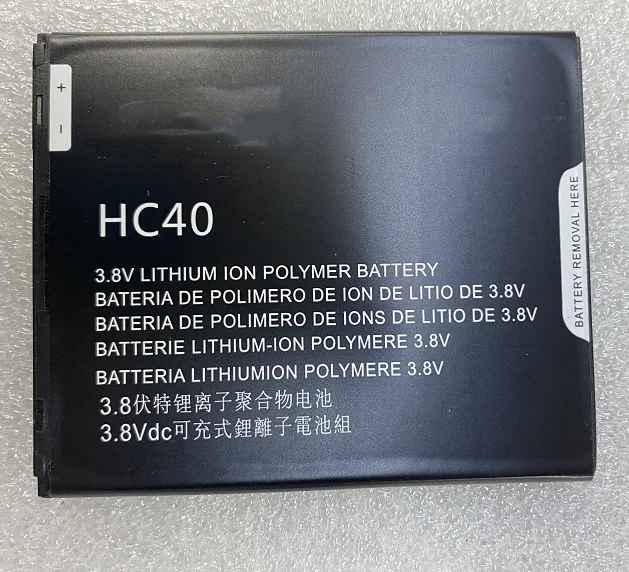 +
−
HC40
3.8V LITHIUM ION POLYMER BATTERY
BATERIA DE POLIMERO DE ION DE LITIO DE 3.8V
BATERIA DE POLIMERO DE IONS DE LITIO DE 3.8V
BATTERIE LITHIUM-ION POLYMERE 3.8V
BATTERIA LITHIUMION POLYMERE 3.8V
3.8伏特锂离子聚合物电池
3.8Vdc可充式鋰離子電池組
BATTERY REMOVAL HERE